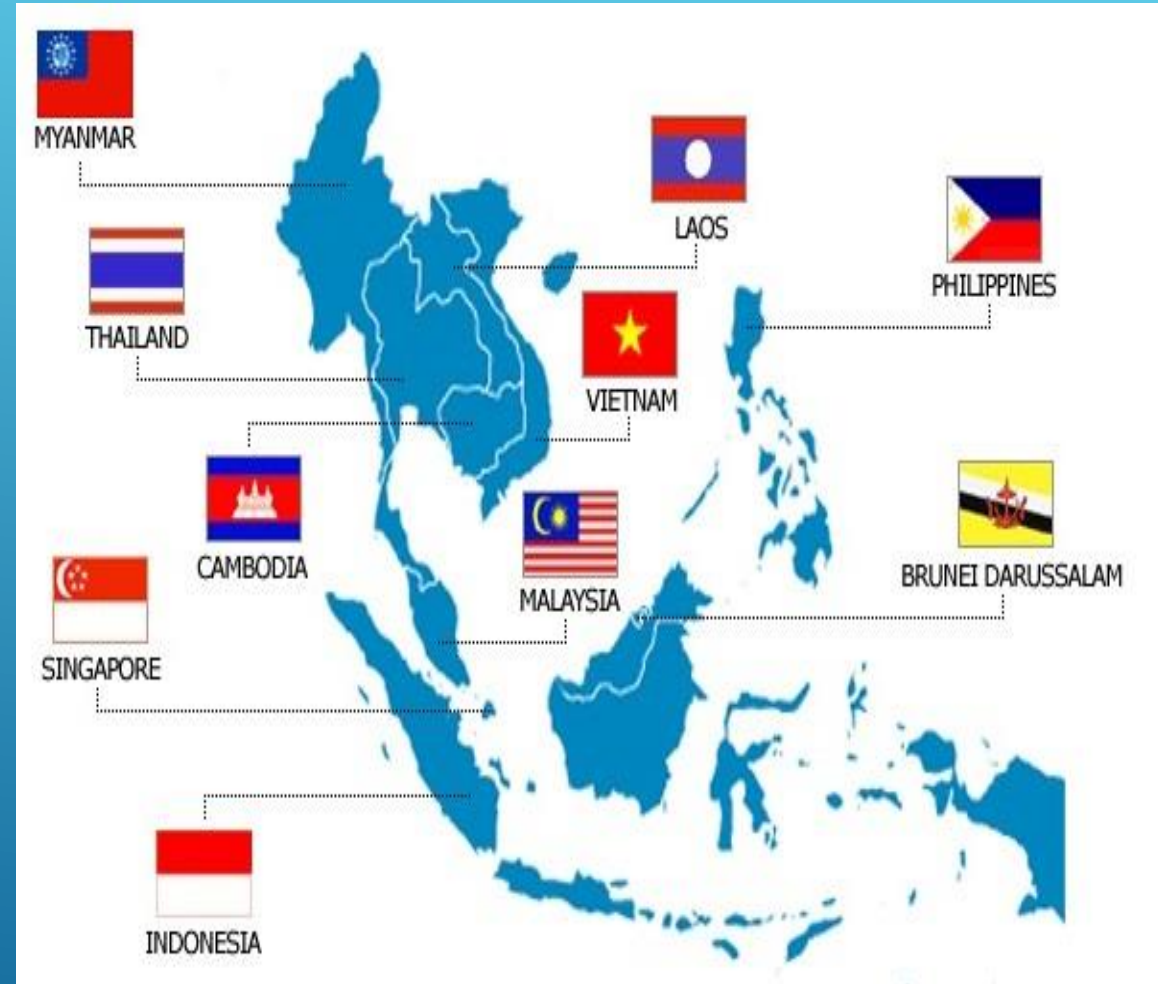 MYANMAR
LAOS
PHILIPPINES
THAILAND
VIETNAM
CAMBODIA
BRUNEI DARUSSALAM
MALAYSIA
SINGAPORE
INDONESIA